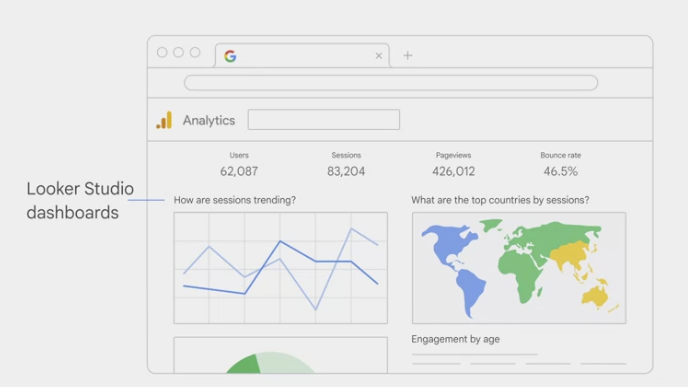 Analytics
Users
Sessions
Pageviews
Bounce rate
62,087
83,204
426,012
46.5%
Looker Studio
dashboards
How are sessions trending?
What are the top countries by sessions?
Engagement by age